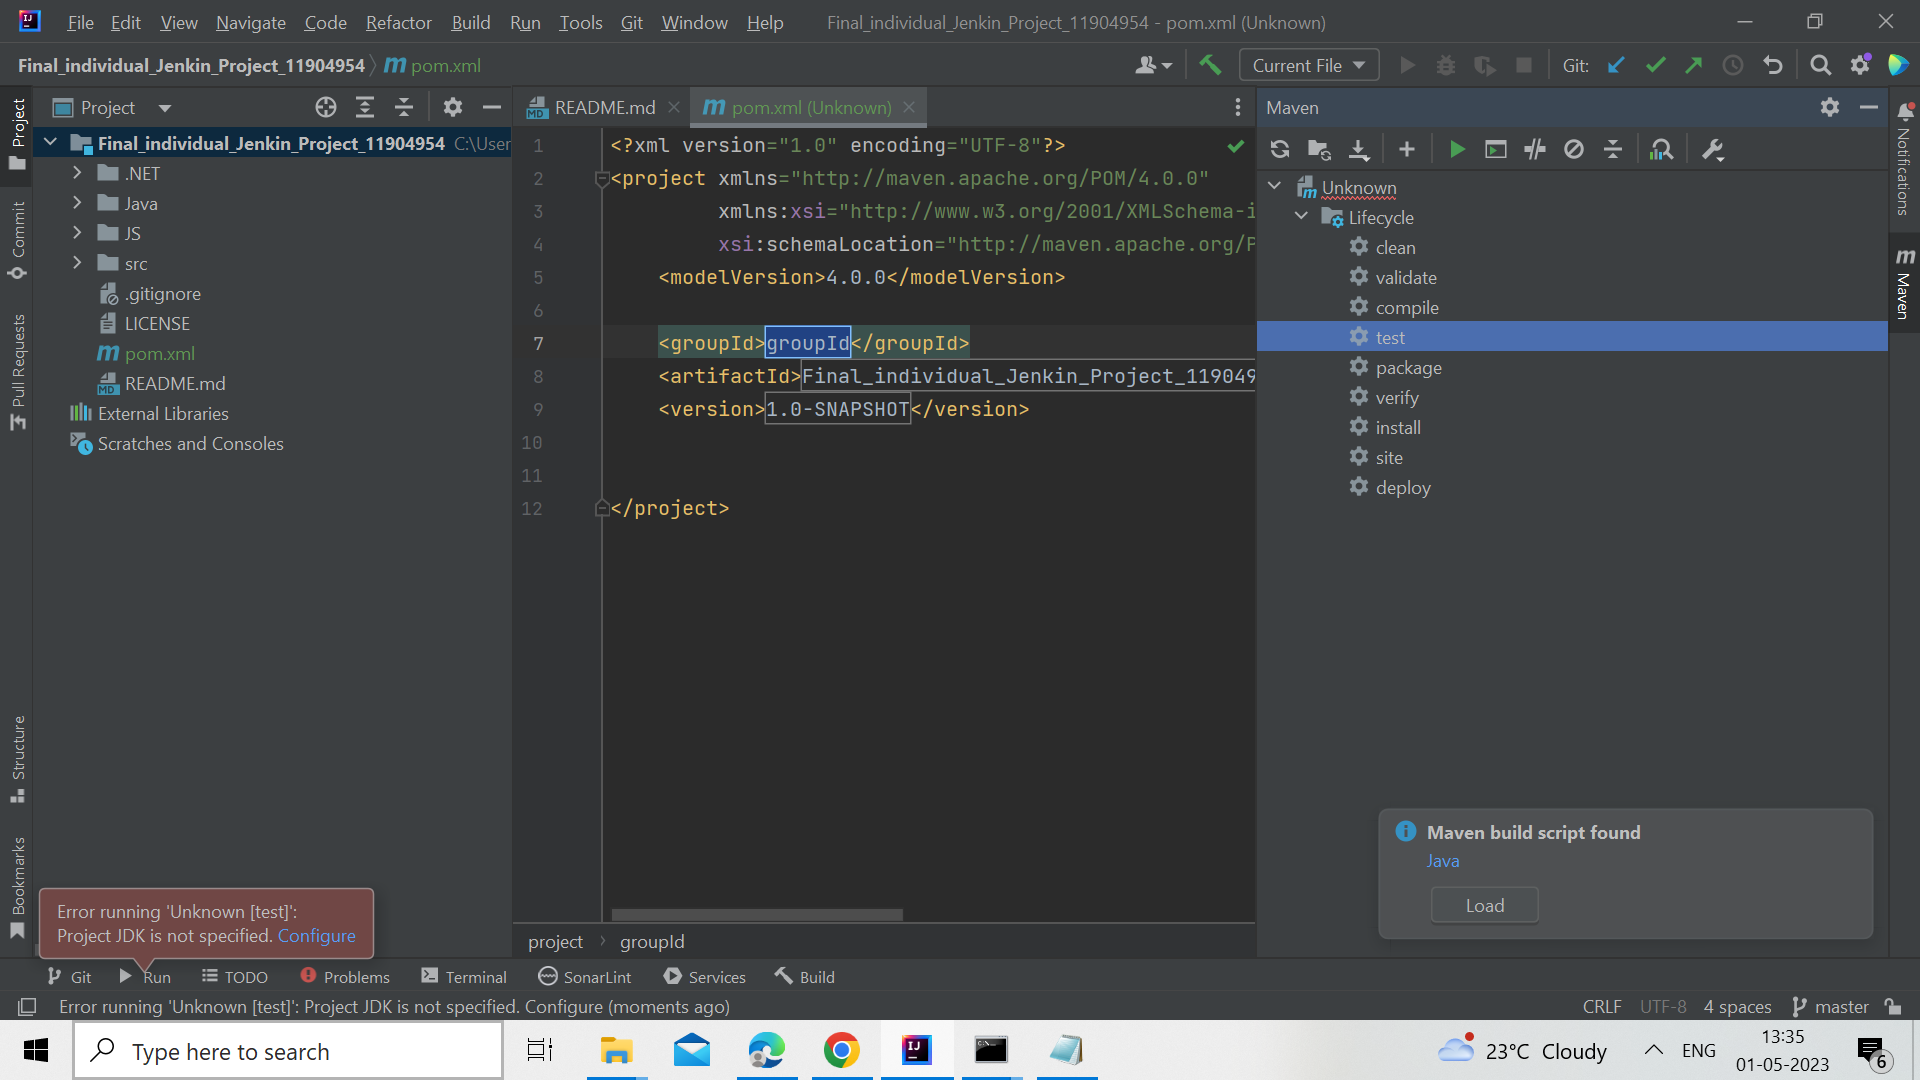 File Edit View Navigate Code Refactor Build Run Tools Git Window Help Final_individual_Jenkin_Project_11904954 - pom.xml (Unknown)
Final_individual_Jenkin_Project_11904954 pom.xml
Current File
Git:
Project
README.md
pom.xml (Unknown)
Maven
Final_individual_Jenkin_Project_11904954 C:\User
.NET
Java
JS
src
.gitignore
LICENSE
pom.xml
README.md
External Libraries
Scratches and Consoles
1 <?xml version="1.0" encoding="UTF-8"?>
2 <project xmlns="http://maven.apache.org/POM/4.0.0"
3 xmlns:xsi="http://www.w3.org/2001/XMLSchema-i
4 xsi:schemaLocation="http://maven.apache.org/P
5 <modelVersion>4.0.0</modelVersion>
6
7 <groupId>groupId</groupId>
8 <artifactId>Final_individual_Jenkin_Project_119049
9 <version>1.0-SNAPSHOT</version>
10
11
12 </project>
Unknown
Lifecycle
clean
validate
compile
test
package
verify
install
site
deploy
Project
Commit
Pull Requests
Structure
Bookmarks
Notifications
Maven
Maven build script found
Java
Load
Error running 'Unknown [test]':
Project JDK is not specified. Configure
project groupId
Git Run TODO Problems Terminal SonarLint Services Build
Error running 'Unknown [test]': Project JDK is not specified. Configure (moments ago)
CRLF UTF-8 4 spaces master
Type here to search
23°C Cloudy
ENG
13:35
01-05-2023
6